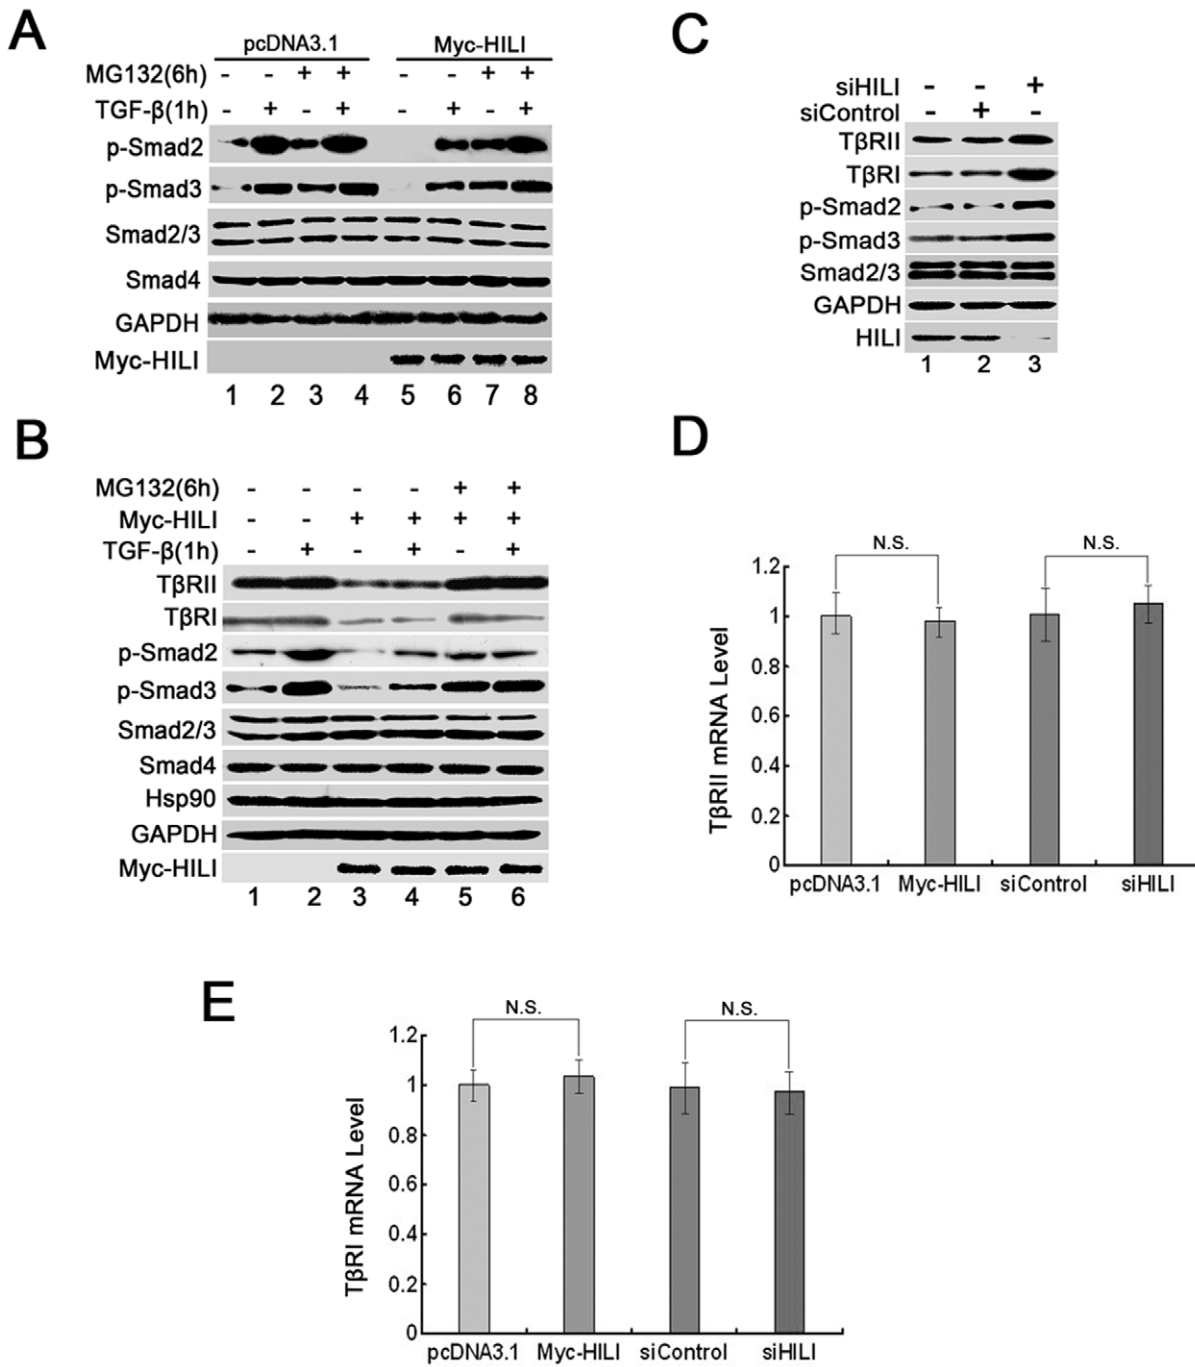 A
pcDNA3.1 Myc-HILI
MG132(6h) - - + + - - + +
TGF-β(1h) - + - + - + - +
p-Smad2
p-Smad3
Smad2/3
Smad4
GAPDH
Myc-HILI
1 2 3 4 5 6 7 8
B
MG132(6h) - - - - + +
Myc-HILI - - + + + +
TGF-β(1h) - + - + - +
TβRII
TβRI
p-Smad2
p-Smad3
Smad2/3
Smad4
Hsp90
GAPDH
Myc-HILI
1 2 3 4 5 6
C
siHILI - - +
siControl - + -
TβRII
TβRI
p-Smad2
p-Smad3
Smad2/3
GAPDH
HILI
1 2 3
D
N.S. N.S.
TβRII mRNA Level
1.2
1
0.8
0.6
0.4
0.2
0
pcDNA3.1 Myc-HILI siControl siHILI
E
N.S. N.S.
TβRI mRNA Level
1.2
1
0.8
0.6
0.4
0.2
0
pcDNA3.1 Myc-HILI siControl siHILI